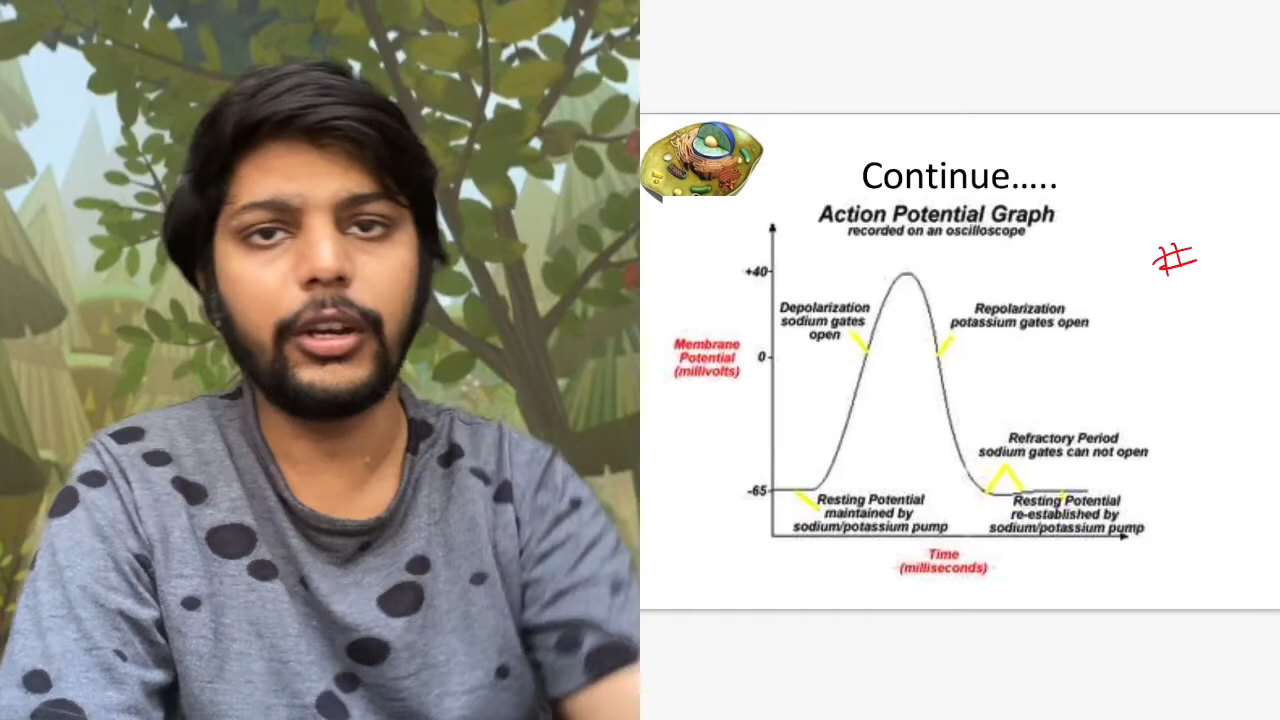 Continue.....
Action Potential Graph
recorded on an oscilloscope
#
+40
Depolarization
sodium gates
open
Repolarization
potassium gates open
Membrane
Potential
(millivolts)
0
Refractory Period
sodium gates can not open
-65
Resting Potential
maintained by
sodium/potassium pump
Resting Potential
re-established by
sodium/potassium pump
Time
(milliseconds)